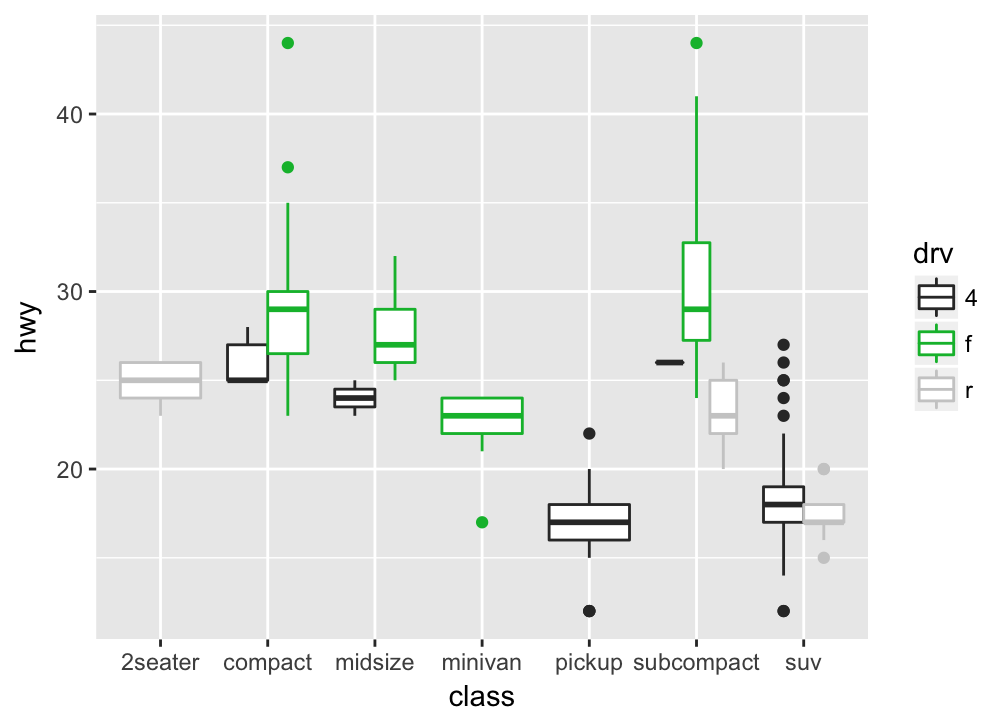 hwy
40
30
20
2seater compact midsize minivan pickup subcompact suv
class
drv
4
f
r